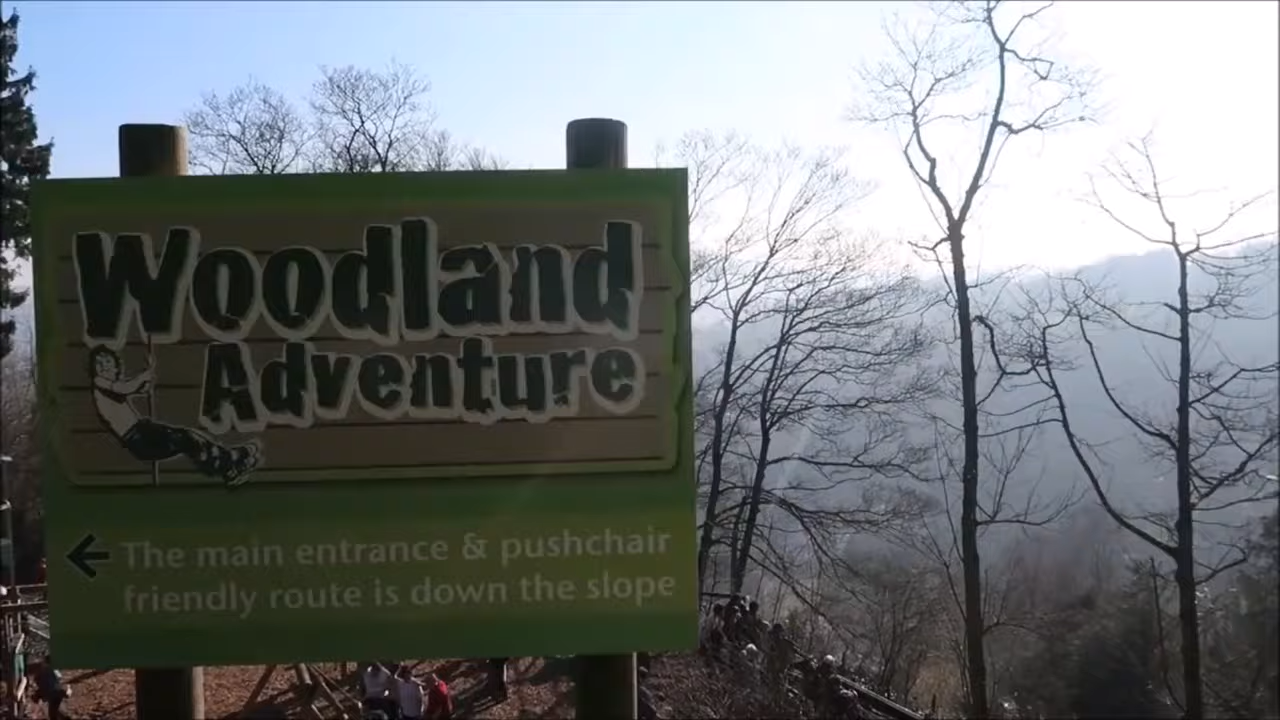 Woodland
Adventure
The main entrance & pushchair
friendly route is down the slope